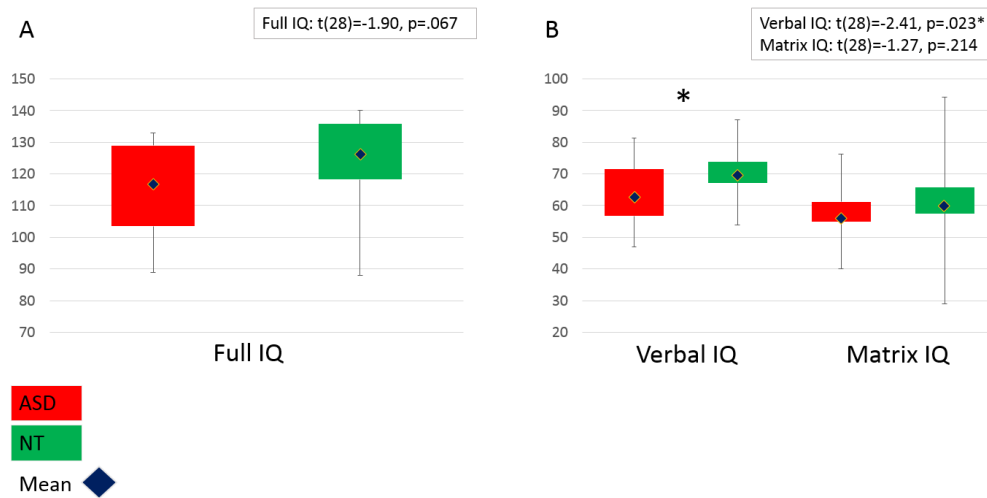 A
Full IQ: t(28)=-1.90, p=.067
150
140
130
120
110
100
90
80
70
Full IQ
B
Verbal IQ: t(28)=-2.41, p=.023*
Matrix IQ: t(28)=-1.27, p=.214
100
90
80
70
60
50
40
30
20
*
Verbal IQ
Matrix IQ
ASD
NT
Mean